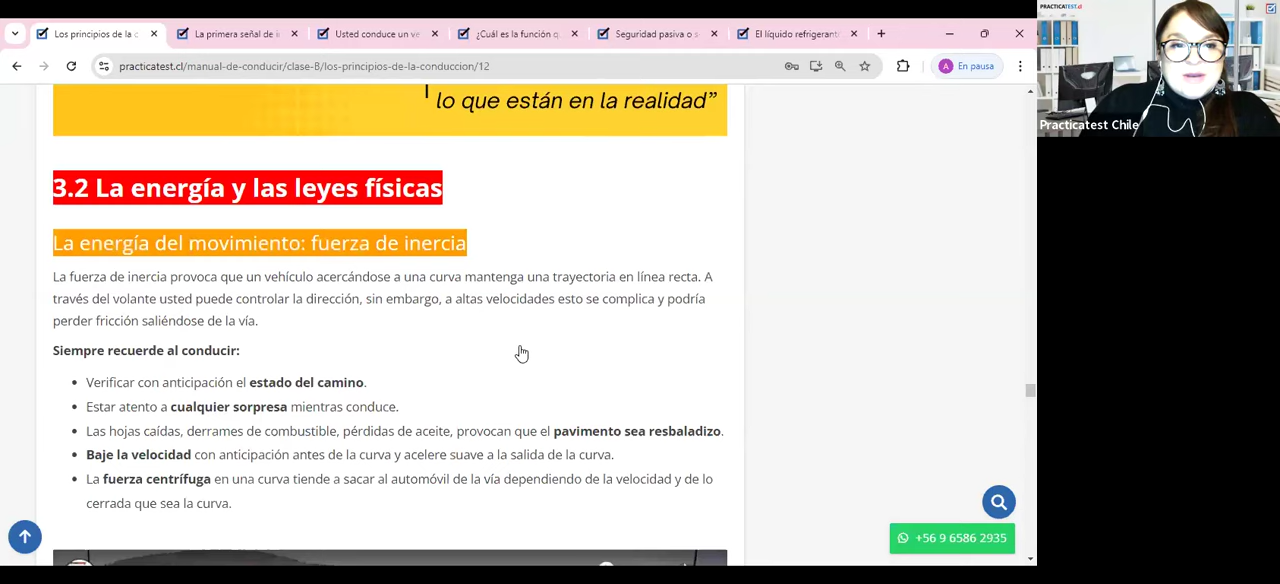 Los principios de la c
La primera señal de i
Usted conduce un ve
¿Cuál es la función q
Seguridad pasiva o s
El líquido refrigerant
practicatest.cl/manual-de-conducir/clase-B/los-principios-de-la-conduccion/12
A En pausa
PRACTICATEST.cl
Practicatest Chile
lo que están en la realidad”
3.2 La energía y las leyes físicas
La energía del movimiento: fuerza de inercia
La fuerza de inercia provoca que un vehículo acercándose a una curva mantenga una trayectoria en línea recta. A
través del volante usted puede controlar la dirección, sin embargo, a altas velocidades esto se complica y podría
perder fricción saliéndose de la vía.
Siempre recuerde al conducir:
• Verificar con anticipación el estado del camino.
• Estar atento a cualquier sorpresa mientras conduce.
• Las hojas caídas, derrames de combustible, pérdidas de aceite, provocan que el pavimento sea resbaladizo.
• Baje la velocidad con anticipación antes de la curva y acelere suave a la salida de la curva.
• La fuerza centrífuga en una curva tiende a sacar al automóvil de la vía dependiendo de la velocidad y de lo
cerrada que sea la curva.
+56 9 6586 2935